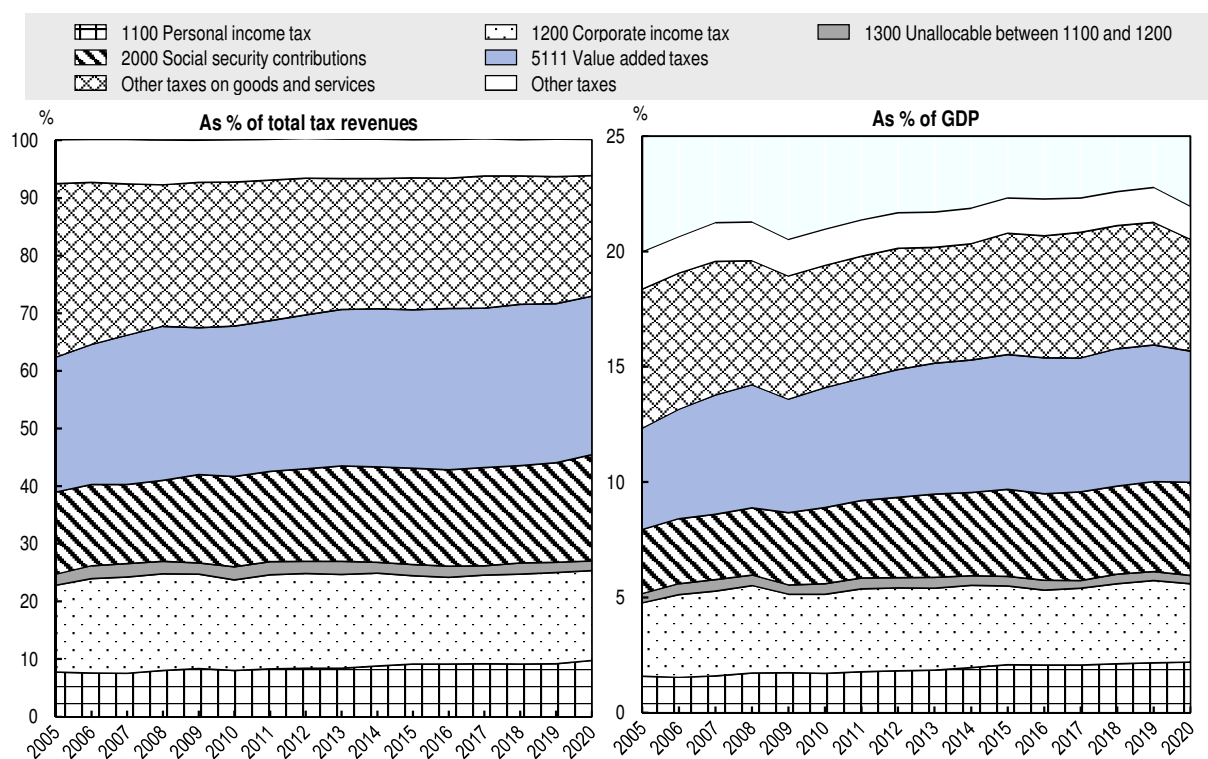 1100 Personal income tax 1200 Corporate income tax 1300 Unallocable between 1100 and 1200
2000 Social security contributions 5111 Value added taxes
Other taxes on goods and services Other taxes
% As % of total tax revenues
100
90
80
70
60
50
40
30
20
10
0
2005 2006 2007 2008 2009 2010 2011 2012 2013 2014 2015 2016 2017 2018 2019 2020
% As % of GDP
25
20
15
10
5
0
2005 2006 2007 2008 2009 2010 2011 2012 2013 2014 2015 2016 2017 2018 2019 2020